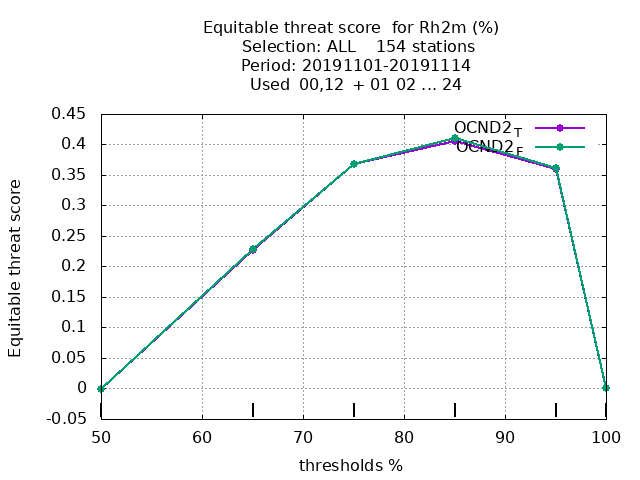 Equitable threat score  for Rh2m (%)
Selection: ALL    154 stations
Period: 20191101-20191114
Used  00,12  + 01 02 ... 24
OCND2T
OCND2F
Equitable threat score
0.45
0.4
0.35
0.3
0.25
0.2
0.15
0.1
0.05
0
-0.05
50 60 70 80 90 100
thresholds %